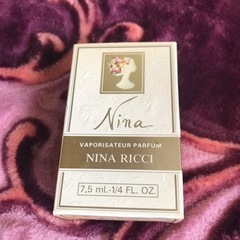 Nina
VAPORISATEUR PARFUM
NINA RICCI
7,5 ml.-1/4 FL. OZ.